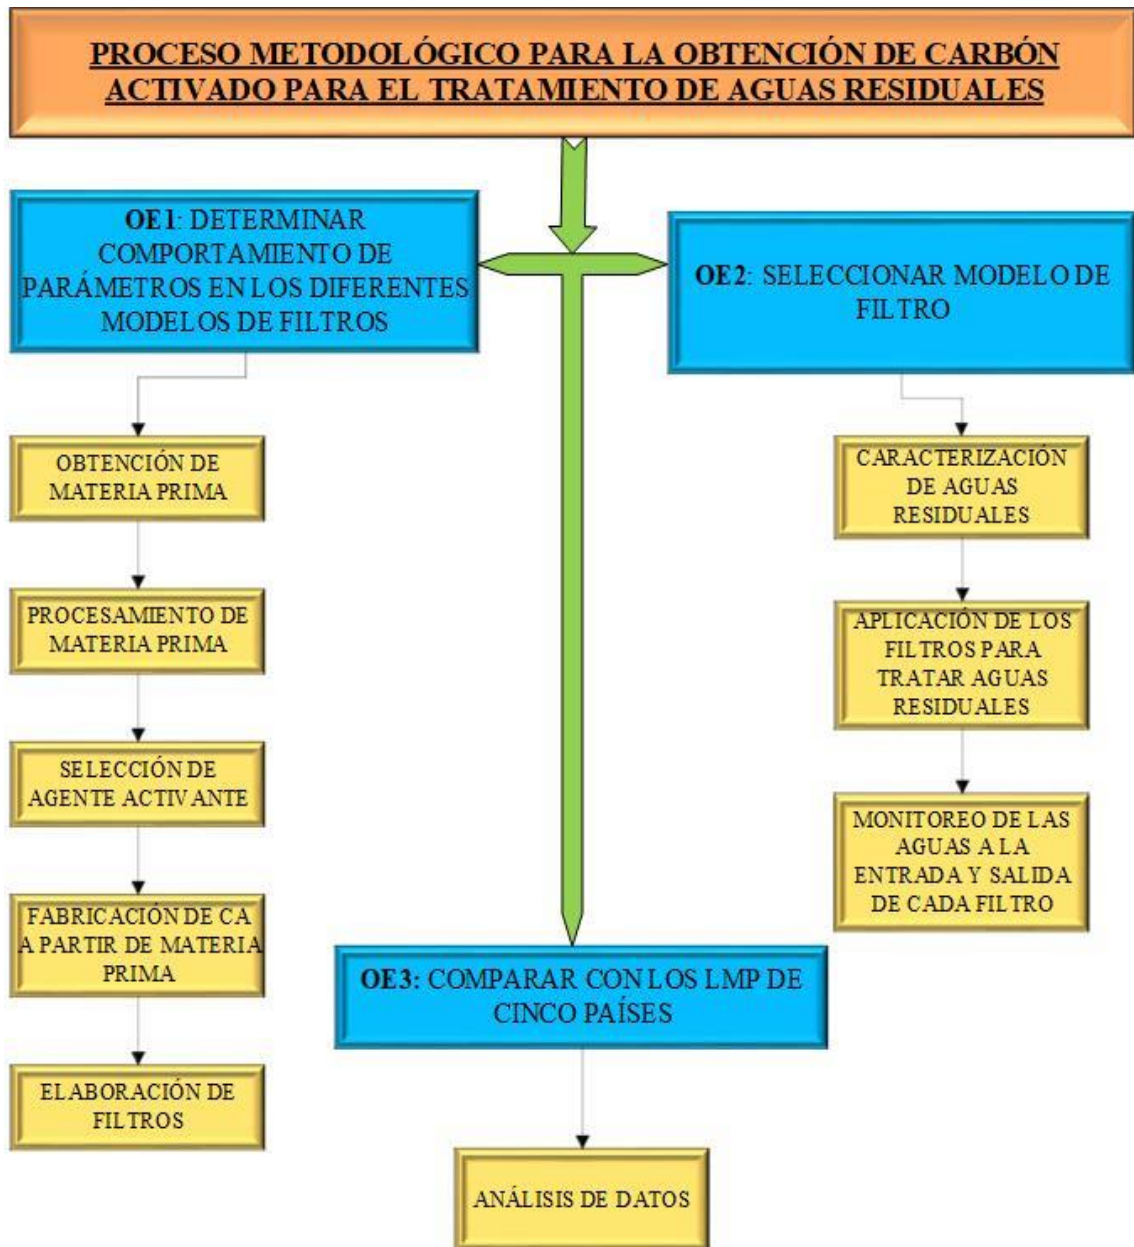 PROCESO METODOLÓGICO PARA LA OBTENCIÓN DE CARBÓN
ACTIVADO PARA EL TRATAMIENTO DE AGUAS RESIDUALES
OE1: DETERMINAR
COMPORTAMIENTO DE
PARÁMETROS EN LOS DIFERENTES
MODELOS DE FILTROS
OBTENCIÓN DE
MATERIA PRIMA
PROCESAMIENTO DE
MATERIA PRIMA
SELECCIÓN DE
AGENTE ACTIVANTE
FABRICACIÓN DE CA
A PARTIR DE MATERIA
PRIMA
ELABORACIÓN DE
FILTROS
OE2: SELECCIONAR MODELO DE
FILTRO
CARACTERIZACIÓN
DE AGUAS
RESIDUALES
APLICACIÓN DE LOS
FILTROS PARA
TRATAR AGUAS
RESIDUALES
MONITOREO DE LAS
AGUAS A LA
ENTRADA Y SALIDA
DE CADA FILTRO
OE3: COMPARAR CON LOS LMP DE
CINCO PAÍSES
ANÁLISIS DE DATOS